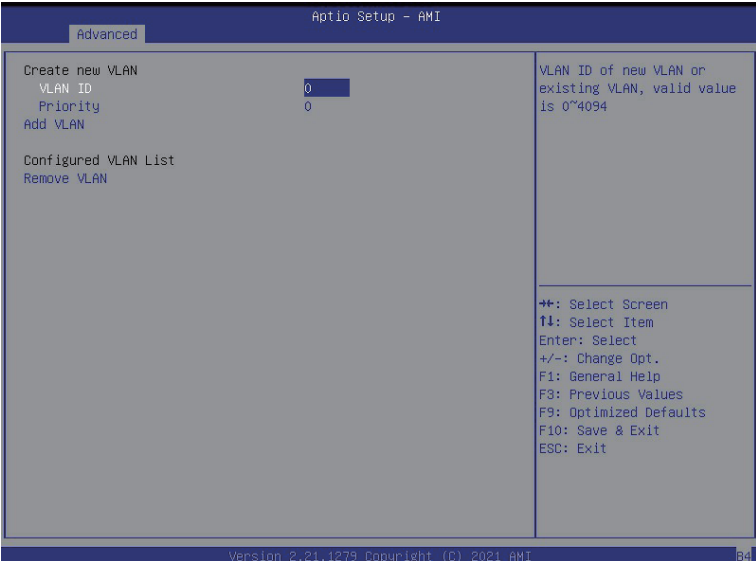 Aptio Setup – AMI
Advanced
Create new VLAN
VLAN ID 0
Priority 0
Add VLAN
Configured VLAN List
Remove VLAN
VLAN ID of new VLAN or
existing VLAN, valid value
is 0~4094
→←: Select Screen
↑↓: Select Item
Enter: Select
+/-: Change Opt.
F1: General Help
F3: Previous Values
F9: Optimized Defaults
F10: Save & Exit
ESC: Exit
Version 2.21.1279 Copyright (C) 2021 AMI
B4